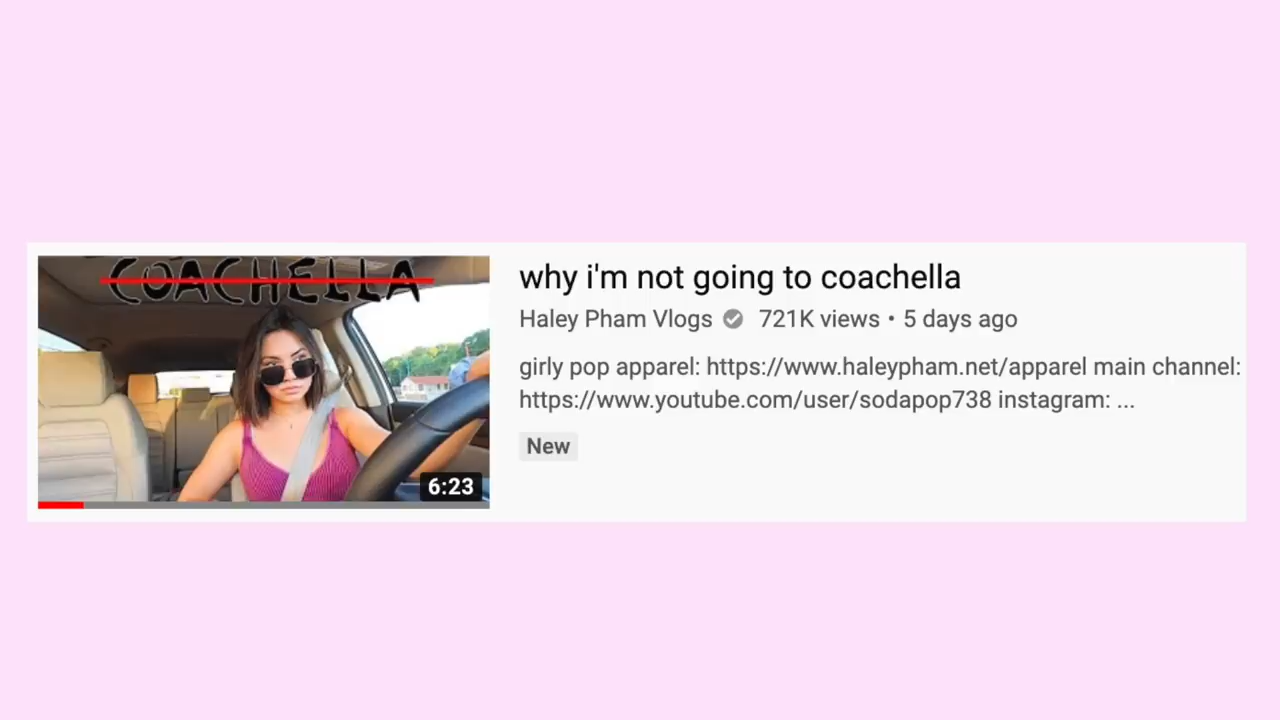 COACHELLA
6:23
why i'm not going to coachella
Haley Pham Vlogs 721K views • 5 days ago
girly pop apparel: https://www.haleypham.net/apparel main channel:
https://www.youtube.com/user/sodapop738 instagram: ...
New